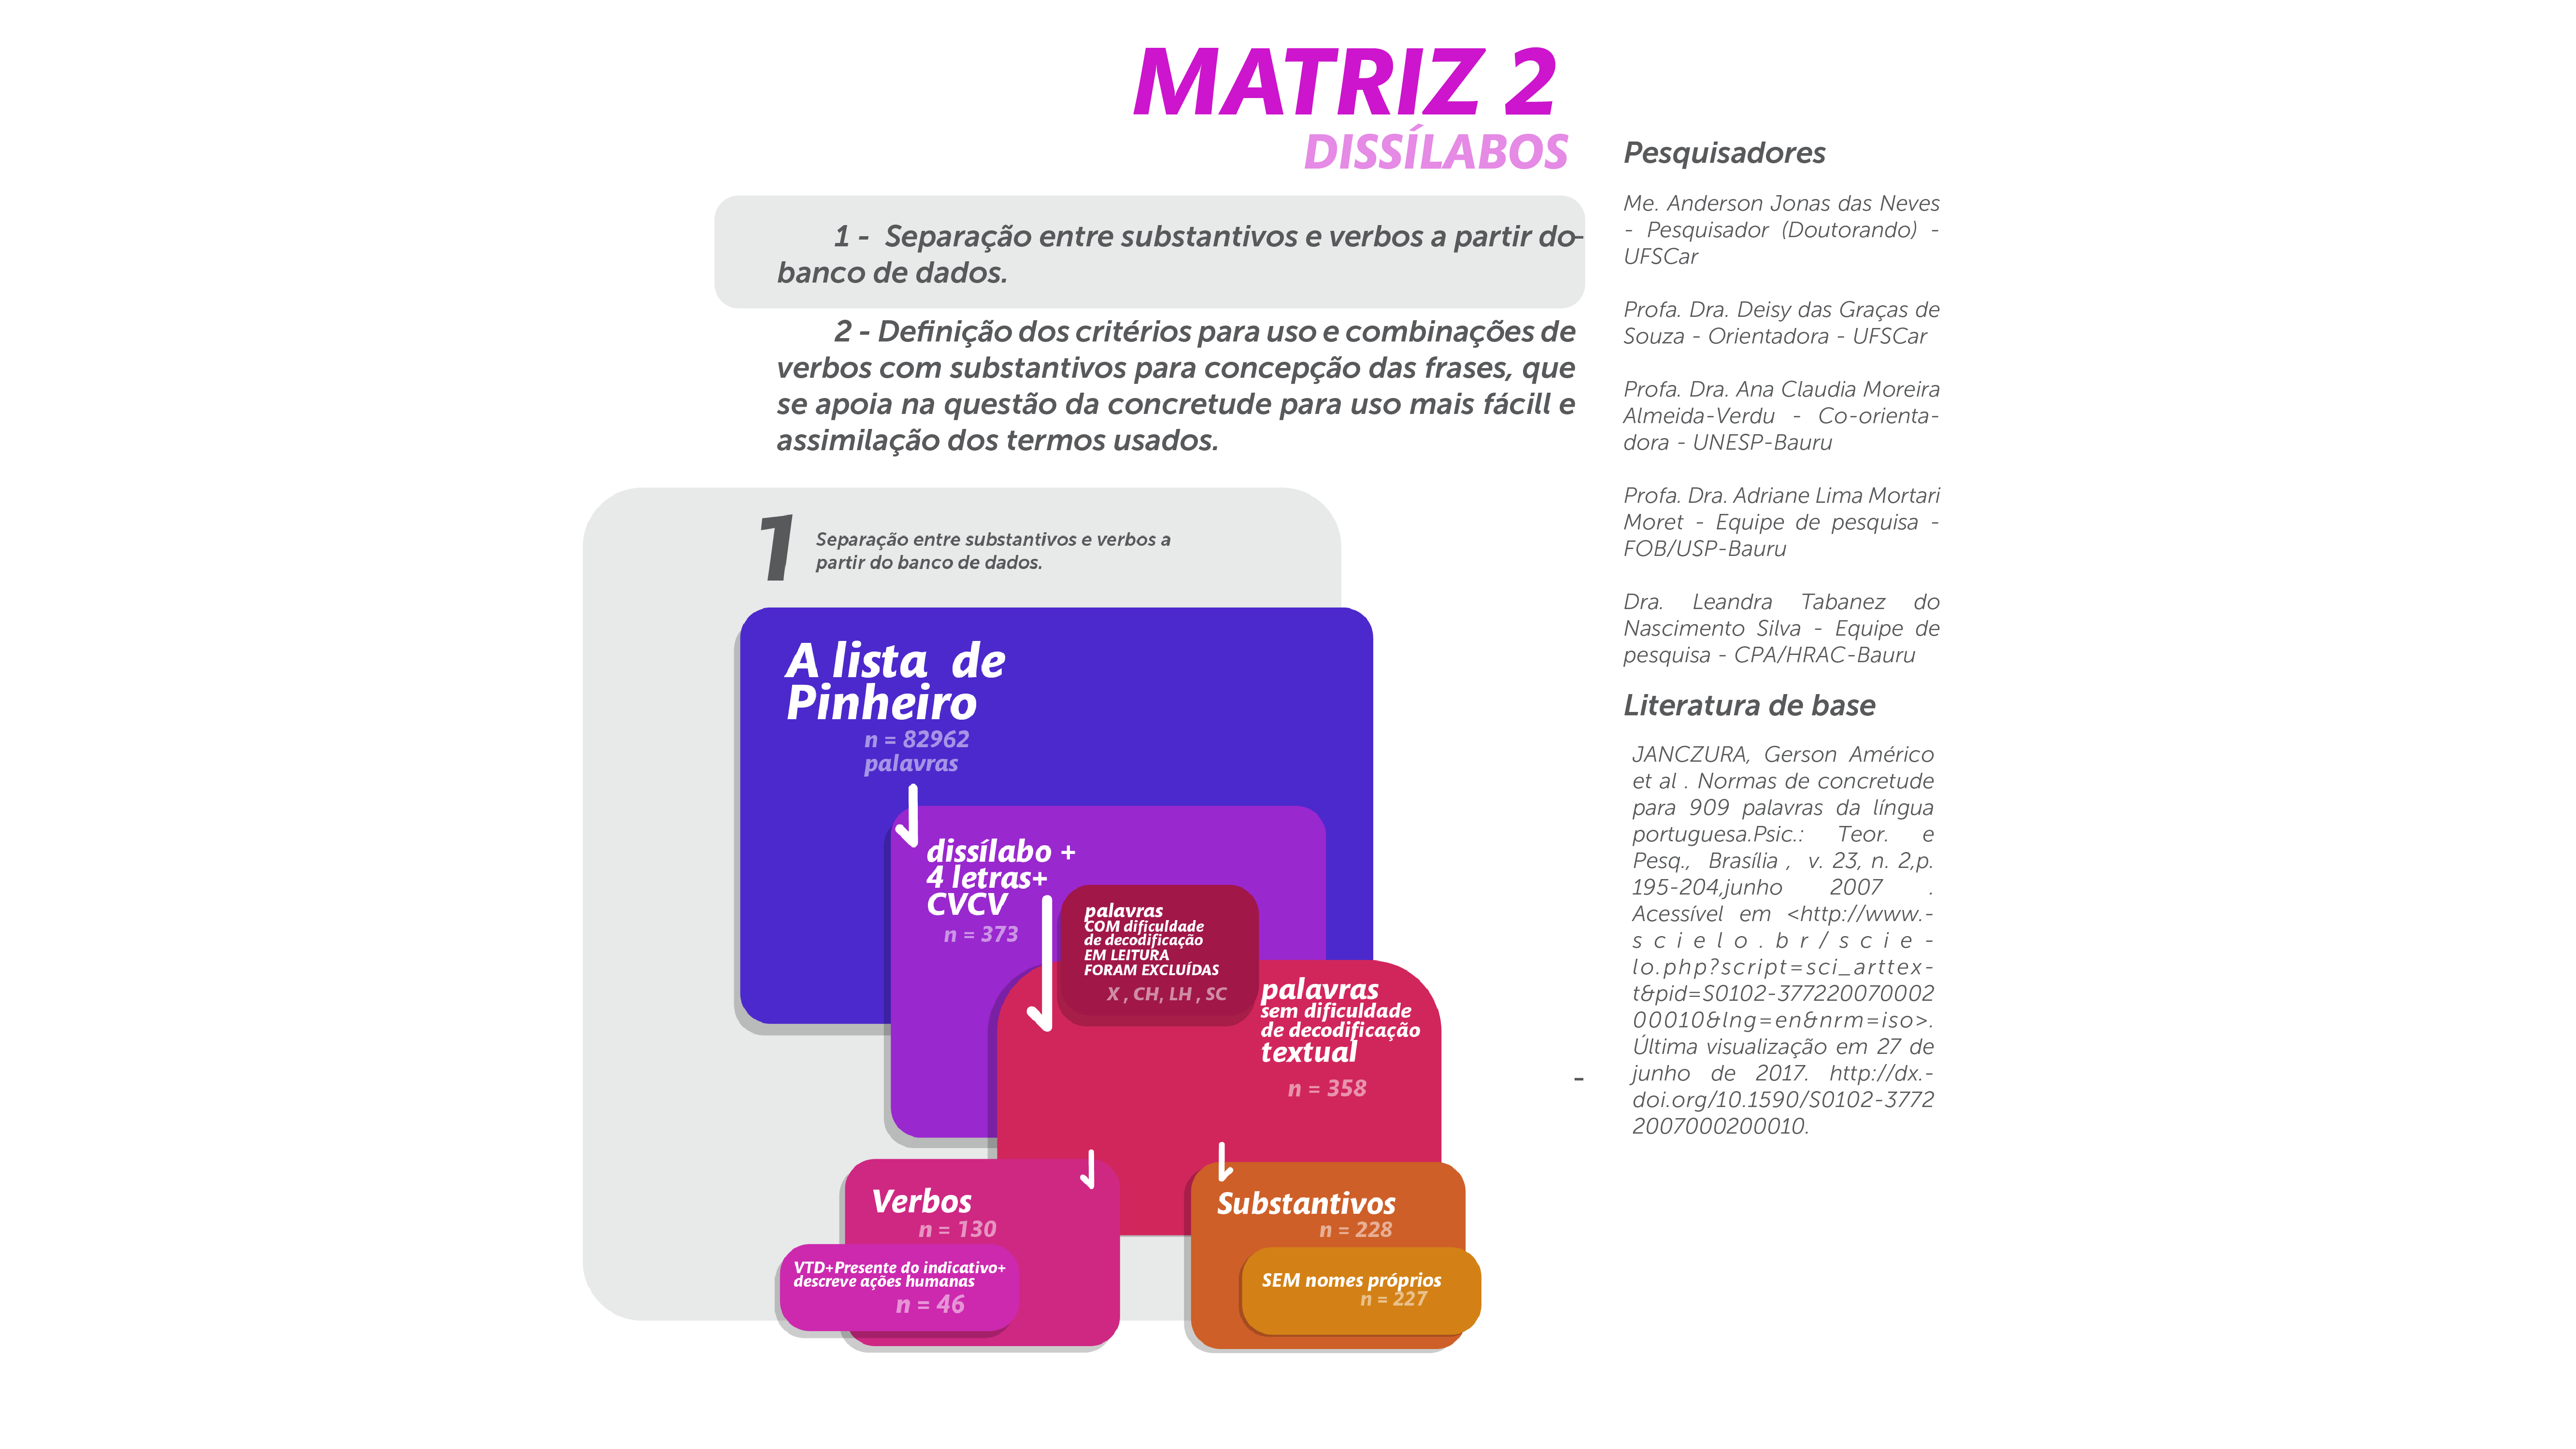 MATRIZ 2
DISSÍLABOS
1 - Separação entre substantivos e verbos a partir do-
banco de dados.
2 - Definição dos critérios para uso e combinações de
verbos com substantivos para concepção das frases, que
se apoia na questão da concretude para uso mais fácill e
assimilação dos termos usados.
1
Separação entre substantivos e verbos a
partir do banco de dados.
A lista de
Pinheiro
n = 82962
palavras
dissílabo +
4 letras+
CVCV
n = 373
palavras
COM dificuldade
de decodificação
EM LEITURA
FORAM EXCLUÍDAS
X , CH, LH , SC
palavras
sem dificuldade
de decodificação
textual
n = 358
Verbos
n = 130
VTD+Presente do indicativo+
descreve ações humanas
n = 46
Substantivos
n = 228
SEM nomes próprios
n = 227
-
Pesquisadores
Me. Anderson Jonas das Neves
- Pesquisador (Doutorando) -
UFSCar
Profa. Dra. Deisy das Graças de
Souza - Orientadora - UFSCar
Profa. Dra. Ana Claudia Moreira
Almeida-Verdu - Co-orienta-
dora - UNESP-Bauru
Profa. Dra. Adriane Lima Mortari
Moret - Equipe de pesquisa -
FOB/USP-Bauru
Dra. Leandra Tabanez do
Nascimento Silva - Equipe de
pesquisa - CPA/HRAC-Bauru
Literatura de base
JANCZURA, Gerson Américo
et al . Normas de concretude
para 909 palavras da língua
portuguesa.Psic.: Teor. e
Pesq., Brasília , v. 23, n. 2,p.
195-204,junho 2007 .
Acessível em <http://www.-
scielo.br/scie-
lo.php?script=sci_arttex-
t&pid=S0102-377220070002
00010&lng=en&nrm=iso>.
Última visualização em 27 de
junho de 2017. http://dx.-
doi.org/10.1590/S0102-3772
2007000200010.